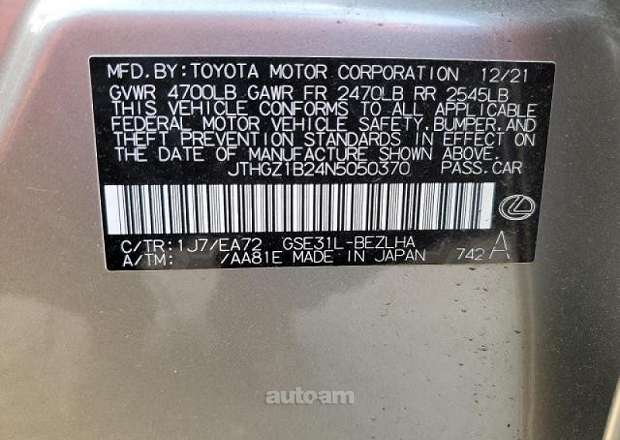 MFD.BY:TOYOTA MOTOR CORPORATION 12/21
GVWR 4700LB GAWR FR 2470LB RR 2545LB
THIS VEHICLE CONFORMS TO ALL APPLICABLE
FEDERAL MOTOR VEHICLE SAFETY,BUMPER,AND
THEFT PREVENTION STANDARDS IN EFFECT ON
THE DATE OF MANUFACTURE SHOWN ABOVE.
JTHGZ1B24N5050370 PASS.CAR
C/TR:1J7/EA72 GSE31L-BEZLHA
A/TM: /AA81E MADE IN JAPAN 742 A
auto.am